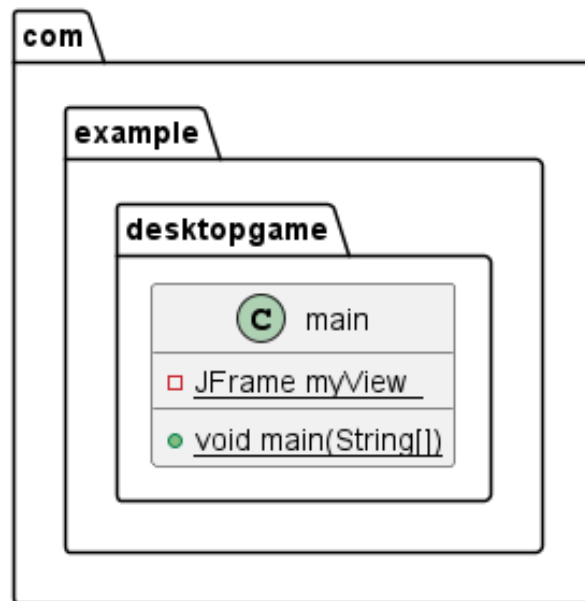 com
example
desktopgame
C main
JFrame myView
void main(String[])